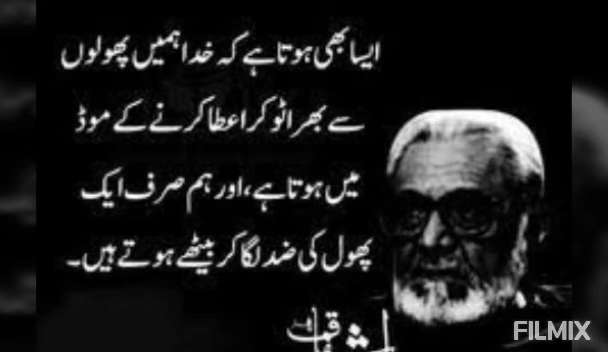 ایسا بھی ہوتا ہے کہ خدا ہمیں پھولوں
سے بھرا ٹوکرا عطا کرنے کے موڈ
میں ہوتا ہے، اور ہم صرف ایک
پھول کی ضد لگا کر بیٹھے ہوتے ہیں۔
FILMIX